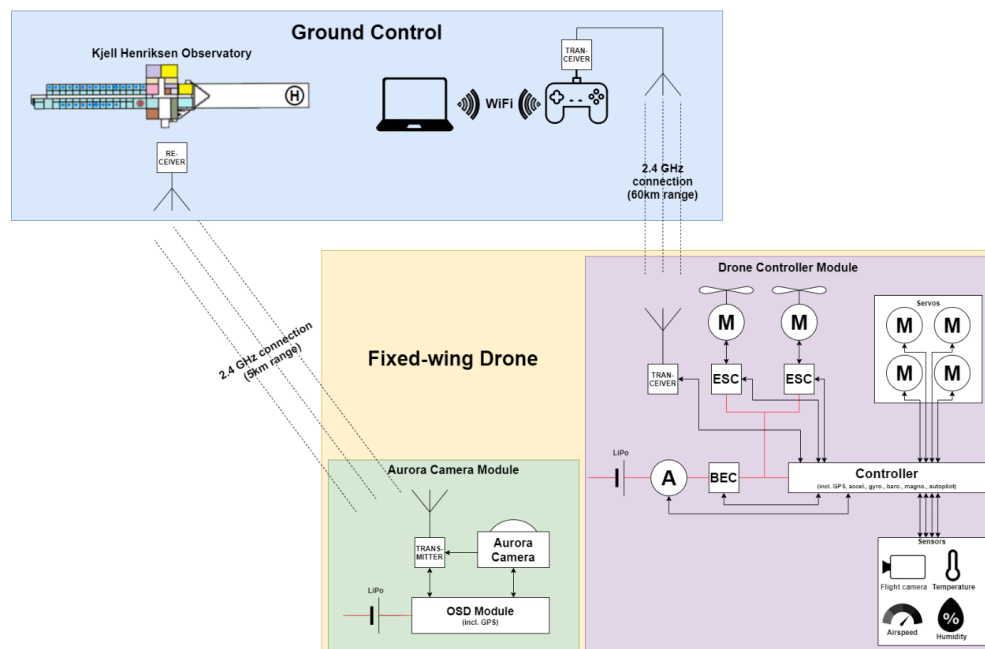 Ground Control
Kjell Henriksen Observatory
H
RE-
CEIVER
WiFi
TRAN-
CEIVER
2.4 GHz
connection
(60km range)
2.4 GHz connection
(5km range)
Fixed-wing Drone
Drone Controller Module
M
M
ESC
ESC
TRAN-
CEIVER
Servos
M
M
M
M
LiPo
A
BEC
Controller
(incl. GPS, accel., gyro., baro., magno., autopilot)
Sensors
Flight camera
Temperature
Airspeed
%
Humidity
Aurora Camera Module
TRANS-
MITTER
Aurora
Camera
LiPo
OSD Module
(incl. GPS)